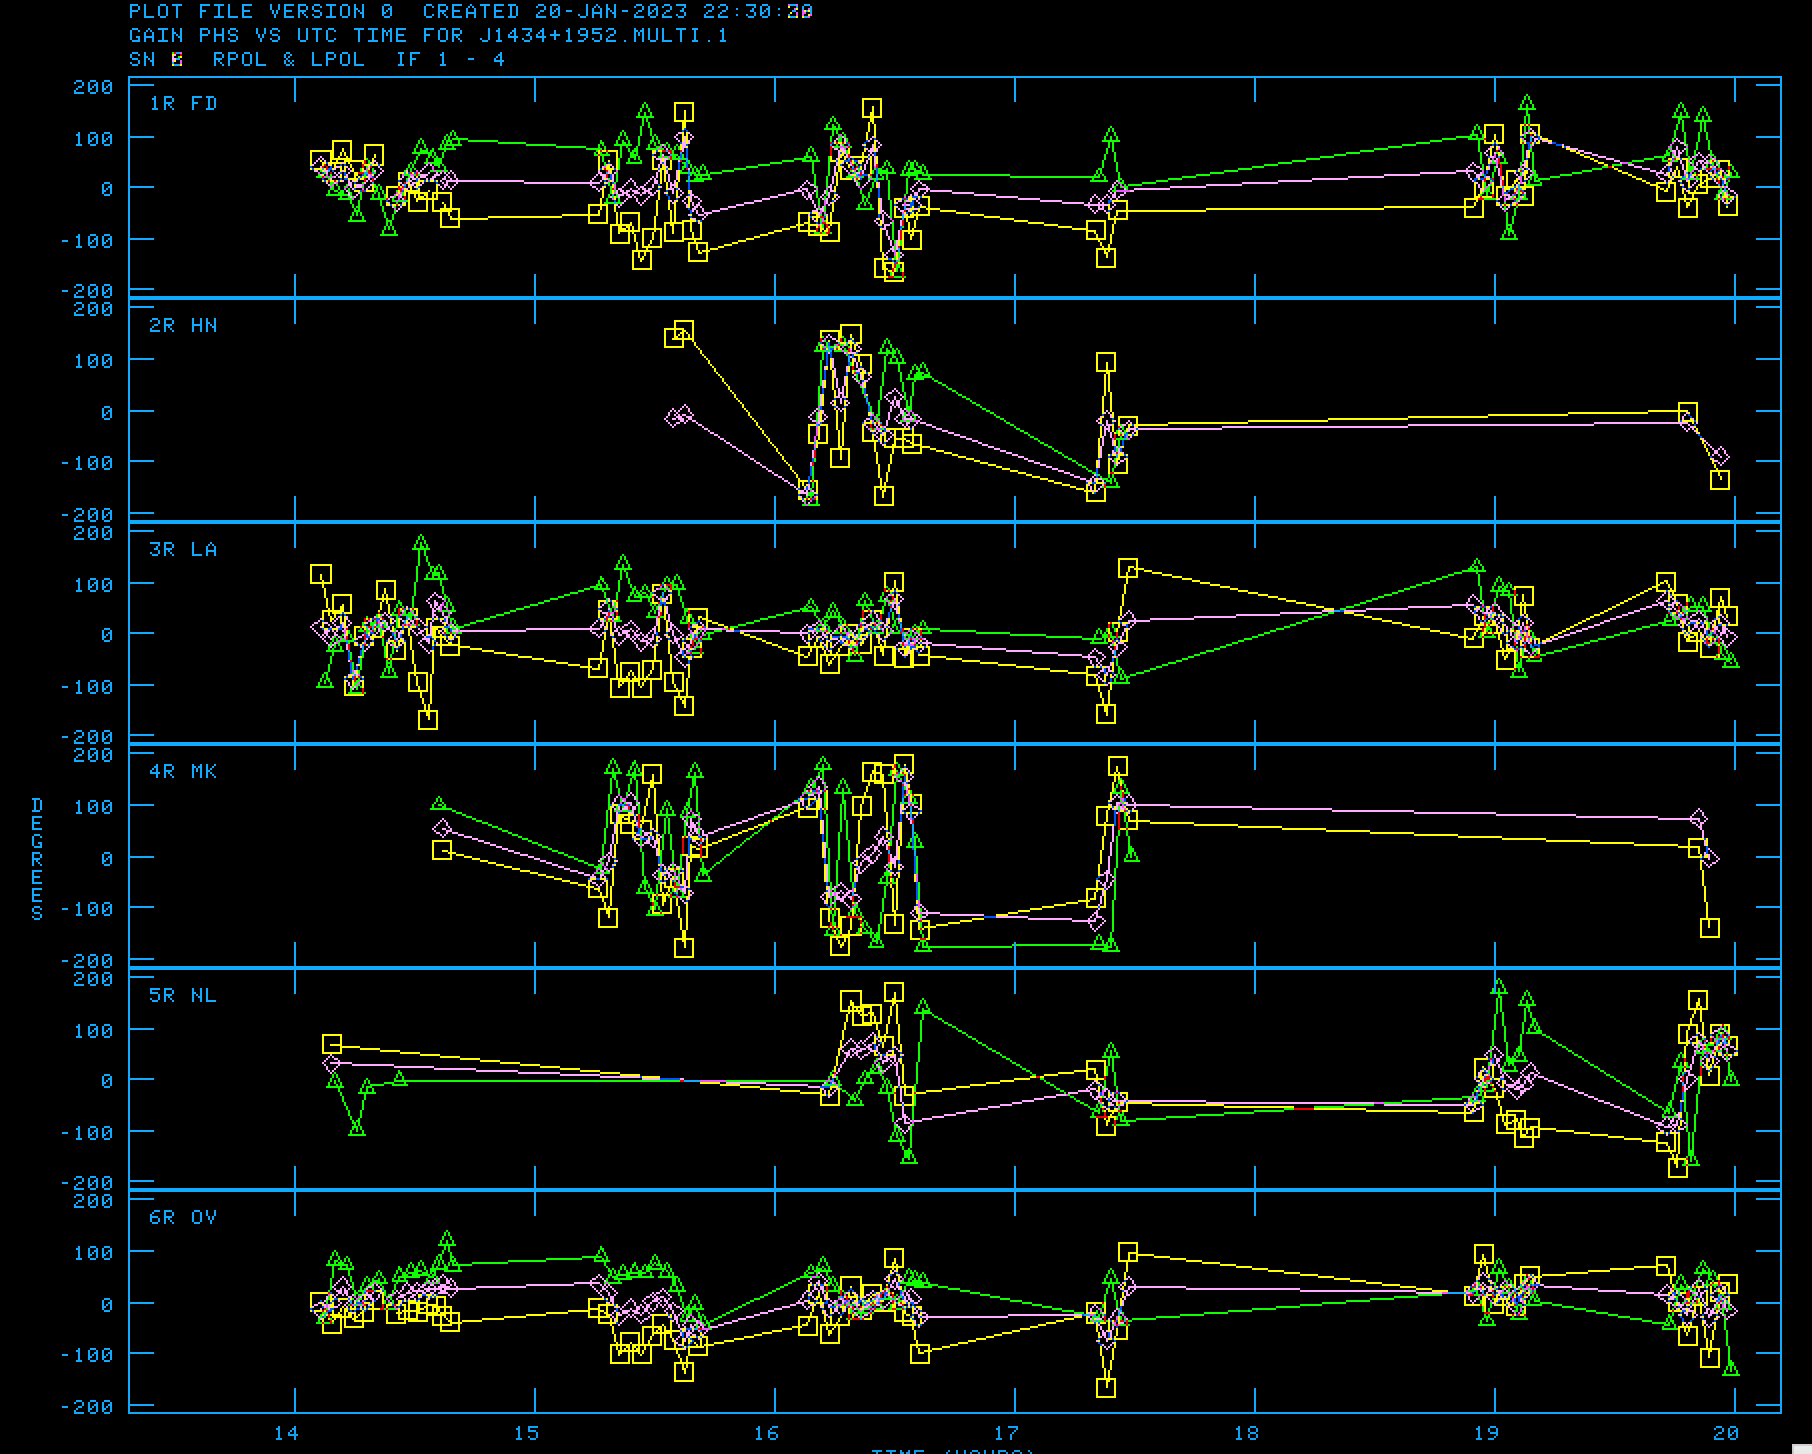 PLOT FILE VERSION 0 CREATED 20-JAN-2023 22:30:
GAIN PHS VS UTC TIME FOR J1434+1952.MULTI.1
SN RPOL & LPOL IF 1 - 4
200
1R FD
100
0
-100
-200
200
2R HN
100
0
-100
-200
200
3R LA
100
0
-100
-200
200
4R MK
100
0
-100
-200
DEGREES
200
5R NL
100
0
-100
-200
200
6R OV
100
0
-100
-200
14 15 16 17 18 19 20
TIME (HOURS)